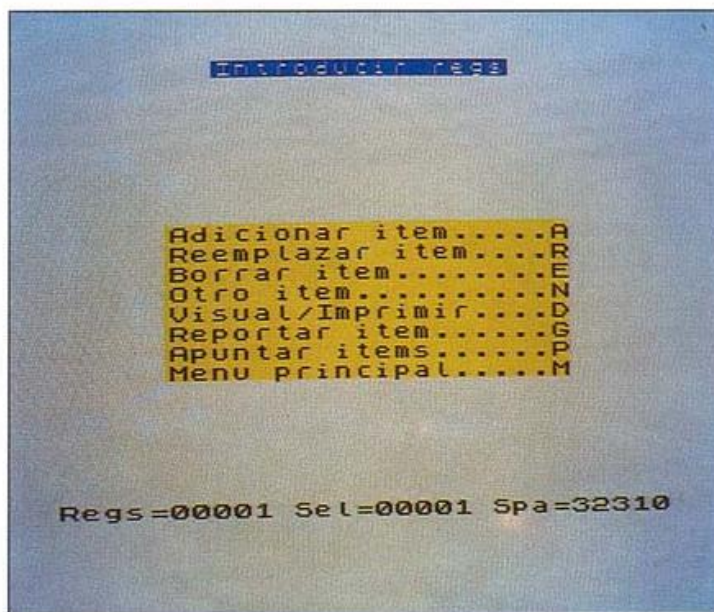 Introducir regs
Adicionar item.....A
Reemplazar item....R
Borrar item........E
Otro item..........N
Visual/Imprimir....D
Reportar item......G
Apuntar items......P
Menu principal.....M
Regs=00001 Sel=00001 Spa=32310